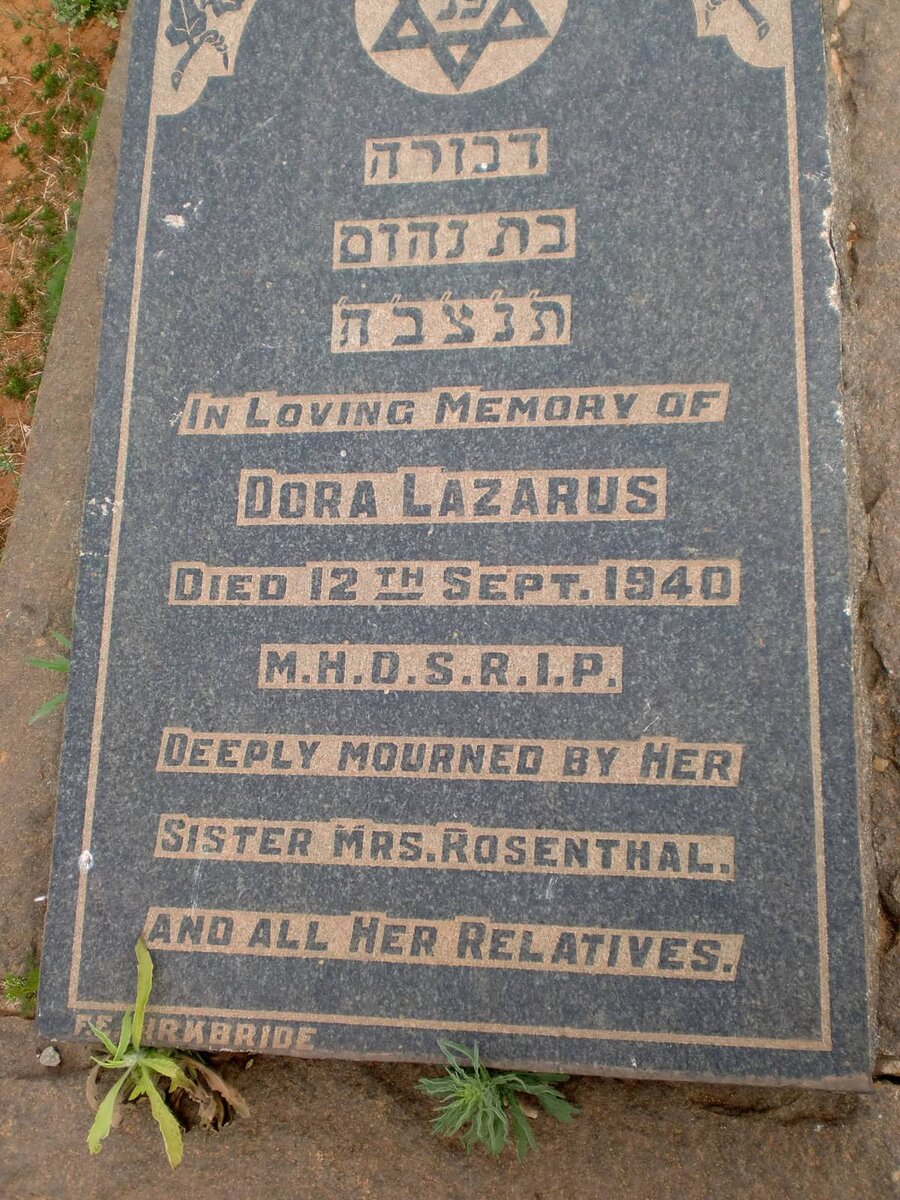 פנ
דבורה
בת נחום
ת'נ'צ'ב'ה'
IN LOVING MEMORY OF
DORA LAZARUS
DIED 12TH SEPT. 1940
M.H.D.S.R.I.P.
DEEPLY MOURNED BY HER
SISTER MRS. ROSENTHAL.
AND ALL HER RELATIVES.